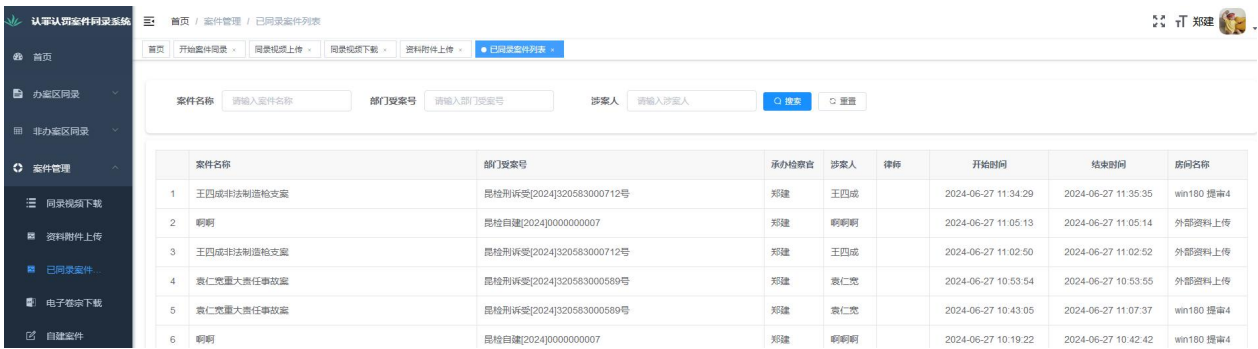 认罪认罚案件同录系统
首页 / 案件管理 / 已同录案件列表
郑建
首页 开始案件同录 × 同录视频上传 × 同录视频下载 × 资料附件上传 × 已同录案件列表 ×
首页
办案区同录
非办案区同录
案件管理
同录视频下载
资料附件上传
已同录案件...
电子卷宗下载
自建案件
案件名称 请输入案件名称 部门受案号 请输入部门受案号 涉案人 请输入涉案人 搜索 重置
案件名称 部门受案号 承办检察官 涉案人 律师 开始时间 结束时间 房间名称
1 王四成非法制造枪支案 昆检刑诉受[2024]320583000712号 郑建 王四成 2024-06-27 11:34:29 2024-06-27 11:35:35 win180 提审4
2 啊啊 昆检自建[2024]0000000007 郑建 啊啊啊 2024-06-27 11:05:13 2024-06-27 11:05:14 外部资料上传
3 王四成非法制造枪支案 昆检刑诉受[2024]320583000712号 郑建 王四成 2024-06-27 11:02:50 2024-06-27 11:02:52 外部资料上传
4 袁仁宽重大责任事故案 昆检刑诉受[2024]320583000589号 郑建 袁仁宽 2024-06-27 10:53:54 2024-06-27 10:53:55 外部资料上传
5 袁仁宽重大责任事故案 昆检刑诉受[2024]320583000589号 郑建 袁仁宽 2024-06-27 10:43:05 2024-06-27 11:07:37 win180 提审4
6 啊啊 昆检自建[2024]0000000007 郑建 啊啊啊 2024-06-27 10:19:22 2024-06-27 10:42:42 win180 提审4